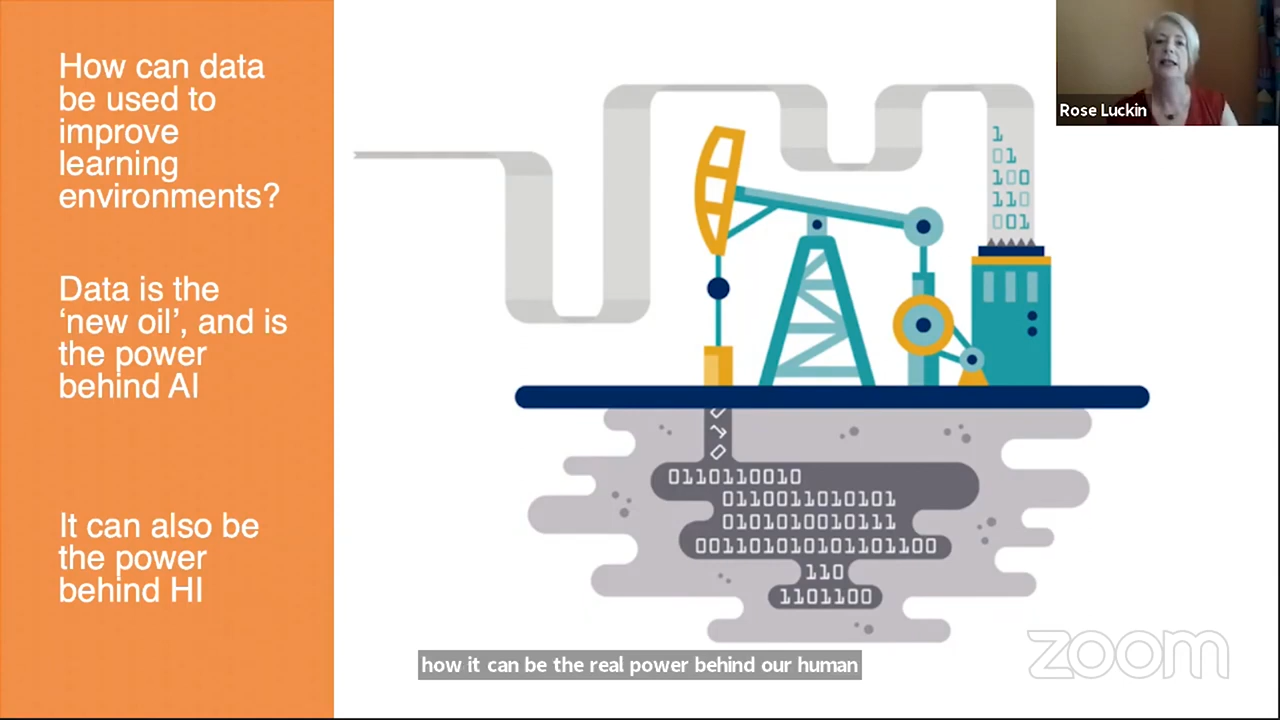 How can data
be used to
improve
learning
environments?
Data is the
‘new oil’, and is
the power
behind AI
It can also be
the power
behind HI
Rose Luckin
1
01
100
110
001
010
0110110010
0110011010101
0101010010111
001101010101101100
110
1101100
how it can be the real power behind our human
zoom